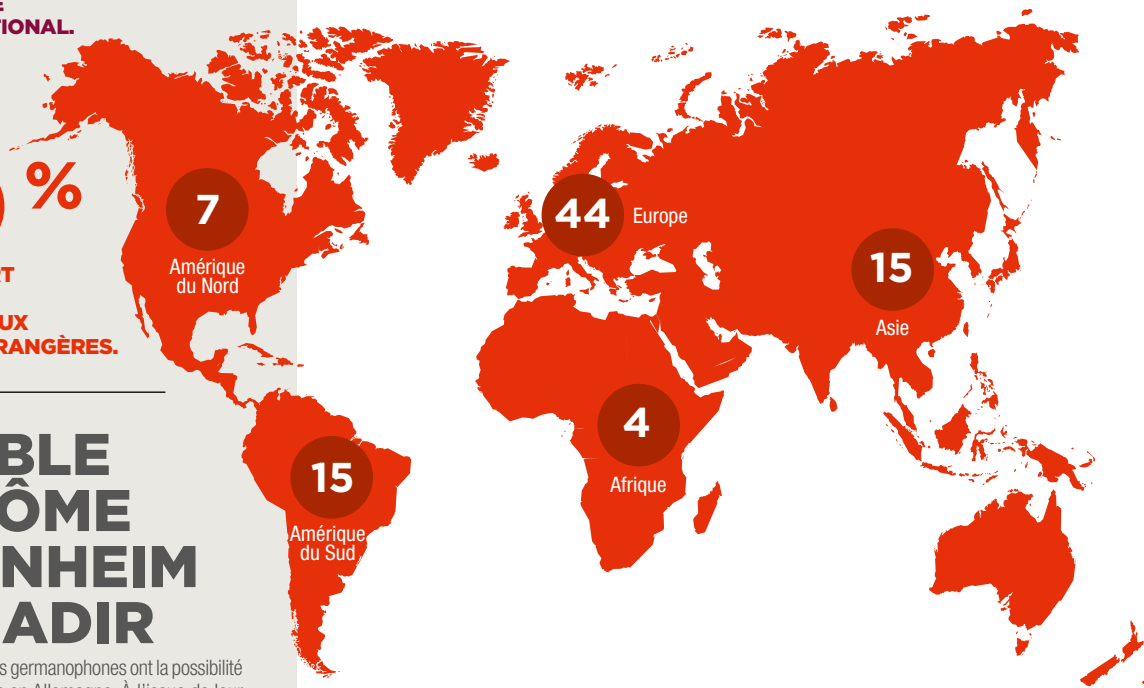 TIONAL.
%
RT
UX
RANGÈRES.
BLE
ÔME
NHEIM
ADIR
s germanophones ont la possibilité
7
Amérique
du Nord
44
Europe
15
Asie
4
Afrique
15
Amérique
du Sud